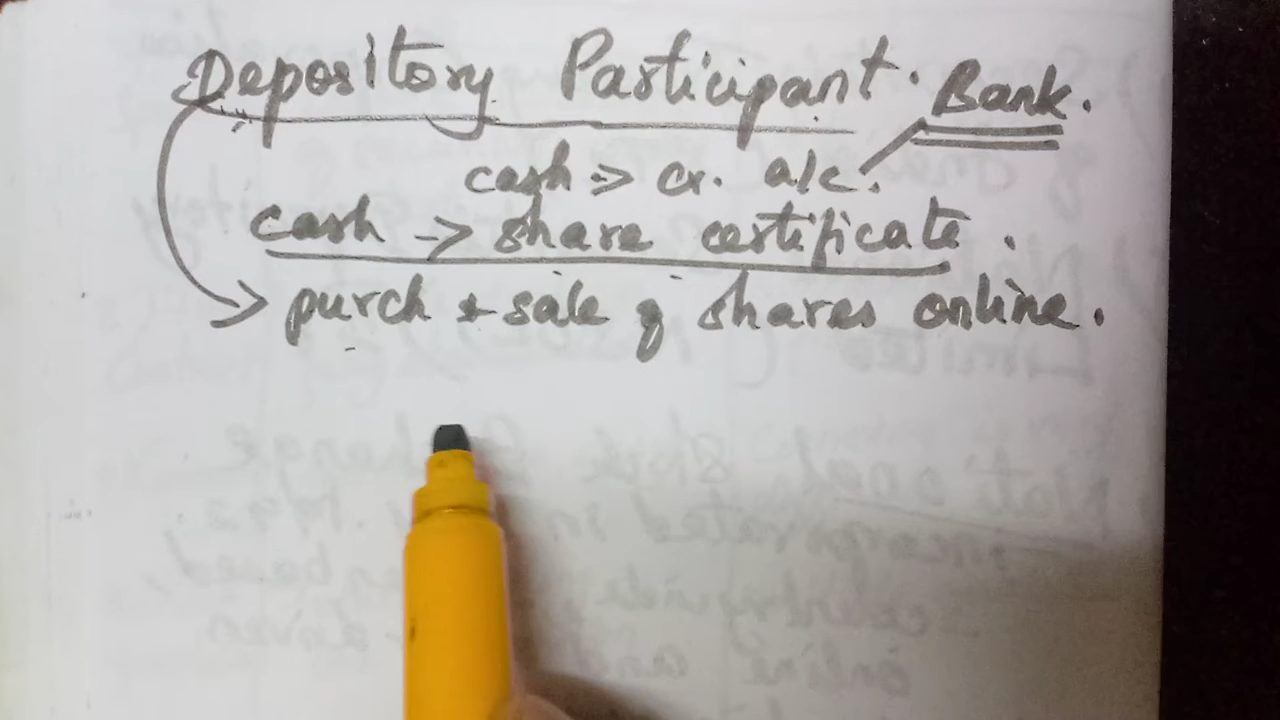 Depository Participant. Bank.
cash -> cr. a/c.
cash -> share certificate.
-> purch & sale of shares online.